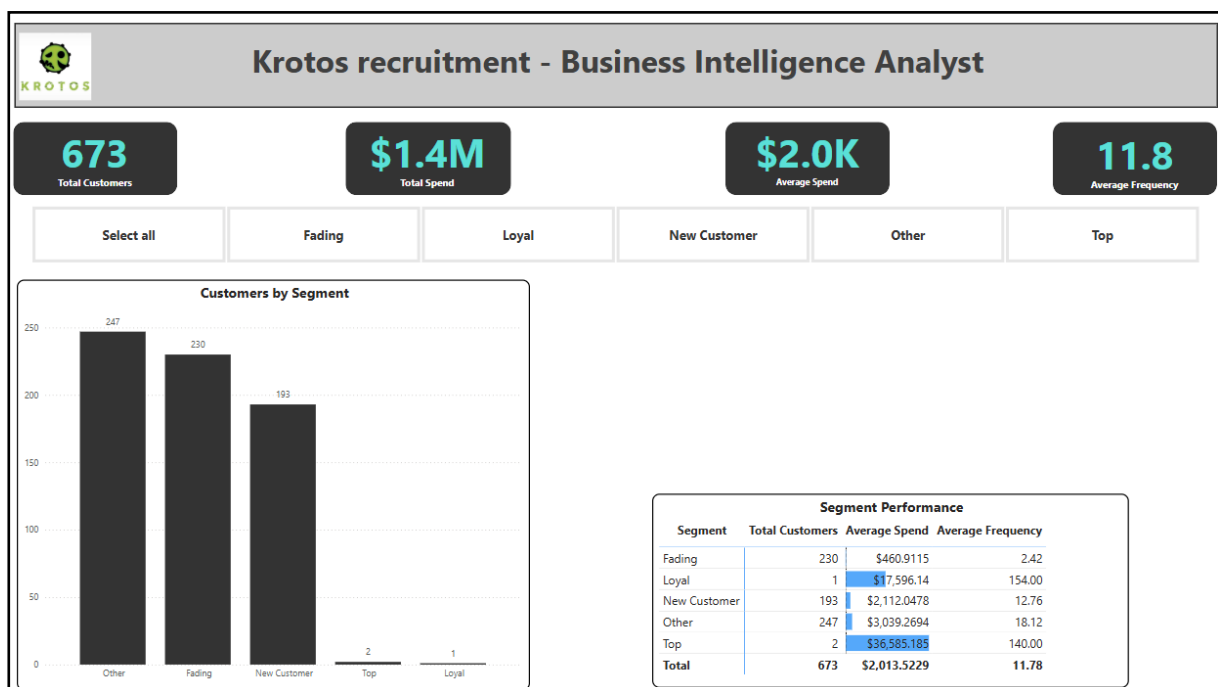 Krotos recruitment - Business Intelligence Analyst
KROTOS
673
Total Customers
$1.4M
Total Spend
$2.0K
Average Spend
11.8
Average Frequency
Select all
Fading
Loyal
New Customer
Other
Top
Customers by Segment
250
200
150
100
50
0
247
230
193
2
1
Other
Fading
New Customer
Top
Loyal
Segment Performance
Segment Total Customers Average Spend Average Frequency
Fading 230 $460.9115 2.42
Loyal 1 $17,596.14 154.00
New Customer 193 $2,112.0478 12.76
Other 247 $3,039.2694 18.12
Top 2 $36,585.185 140.00
Total 673 $2,013.5229 11.78